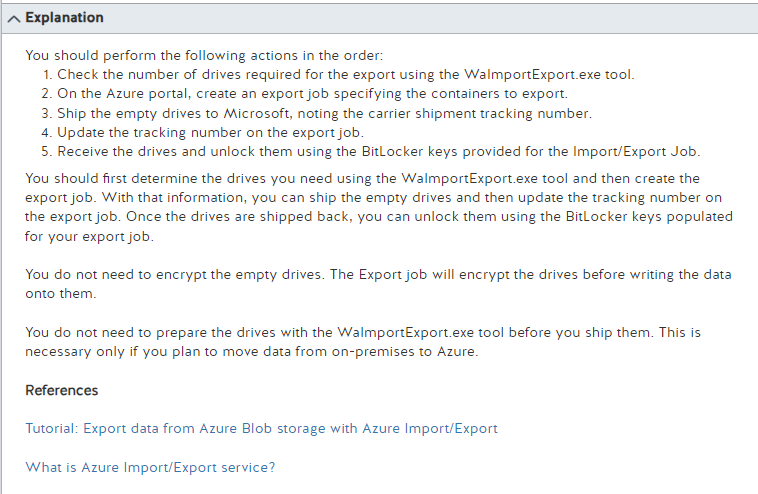 Explanation
You should perform the following actions in the order:
1. Check the number of drives required for the export using the WaImportExport.exe tool.
2. On the Azure portal, create an export job specifying the containers to export.
3. Ship the empty drives to Microsoft, noting the carrier shipment tracking number.
4. Update the tracking number on the export job.
5. Receive the drives and unlock them using the BitLocker keys provided for the Import/Export Job.
You should first determine the drives you need using the WaImportExport.exe tool and then create the
export job. With that information, you can ship the empty drives and then update the tracking number on
the export job. Once the drives are shipped back, you can unlock them using the BitLocker keys populated
for your export job.
You do not need to encrypt the empty drives. The Export job will encrypt the drives before writing the data
onto them.
You do not need to prepare the drives with the WaImportExport.exe tool before you ship them. This is
necessary only if you plan to move data from on-premises to Azure.
References
Tutorial: Export data from Azure Blob storage with Azure Import/Export
What is Azure Import/Export service?